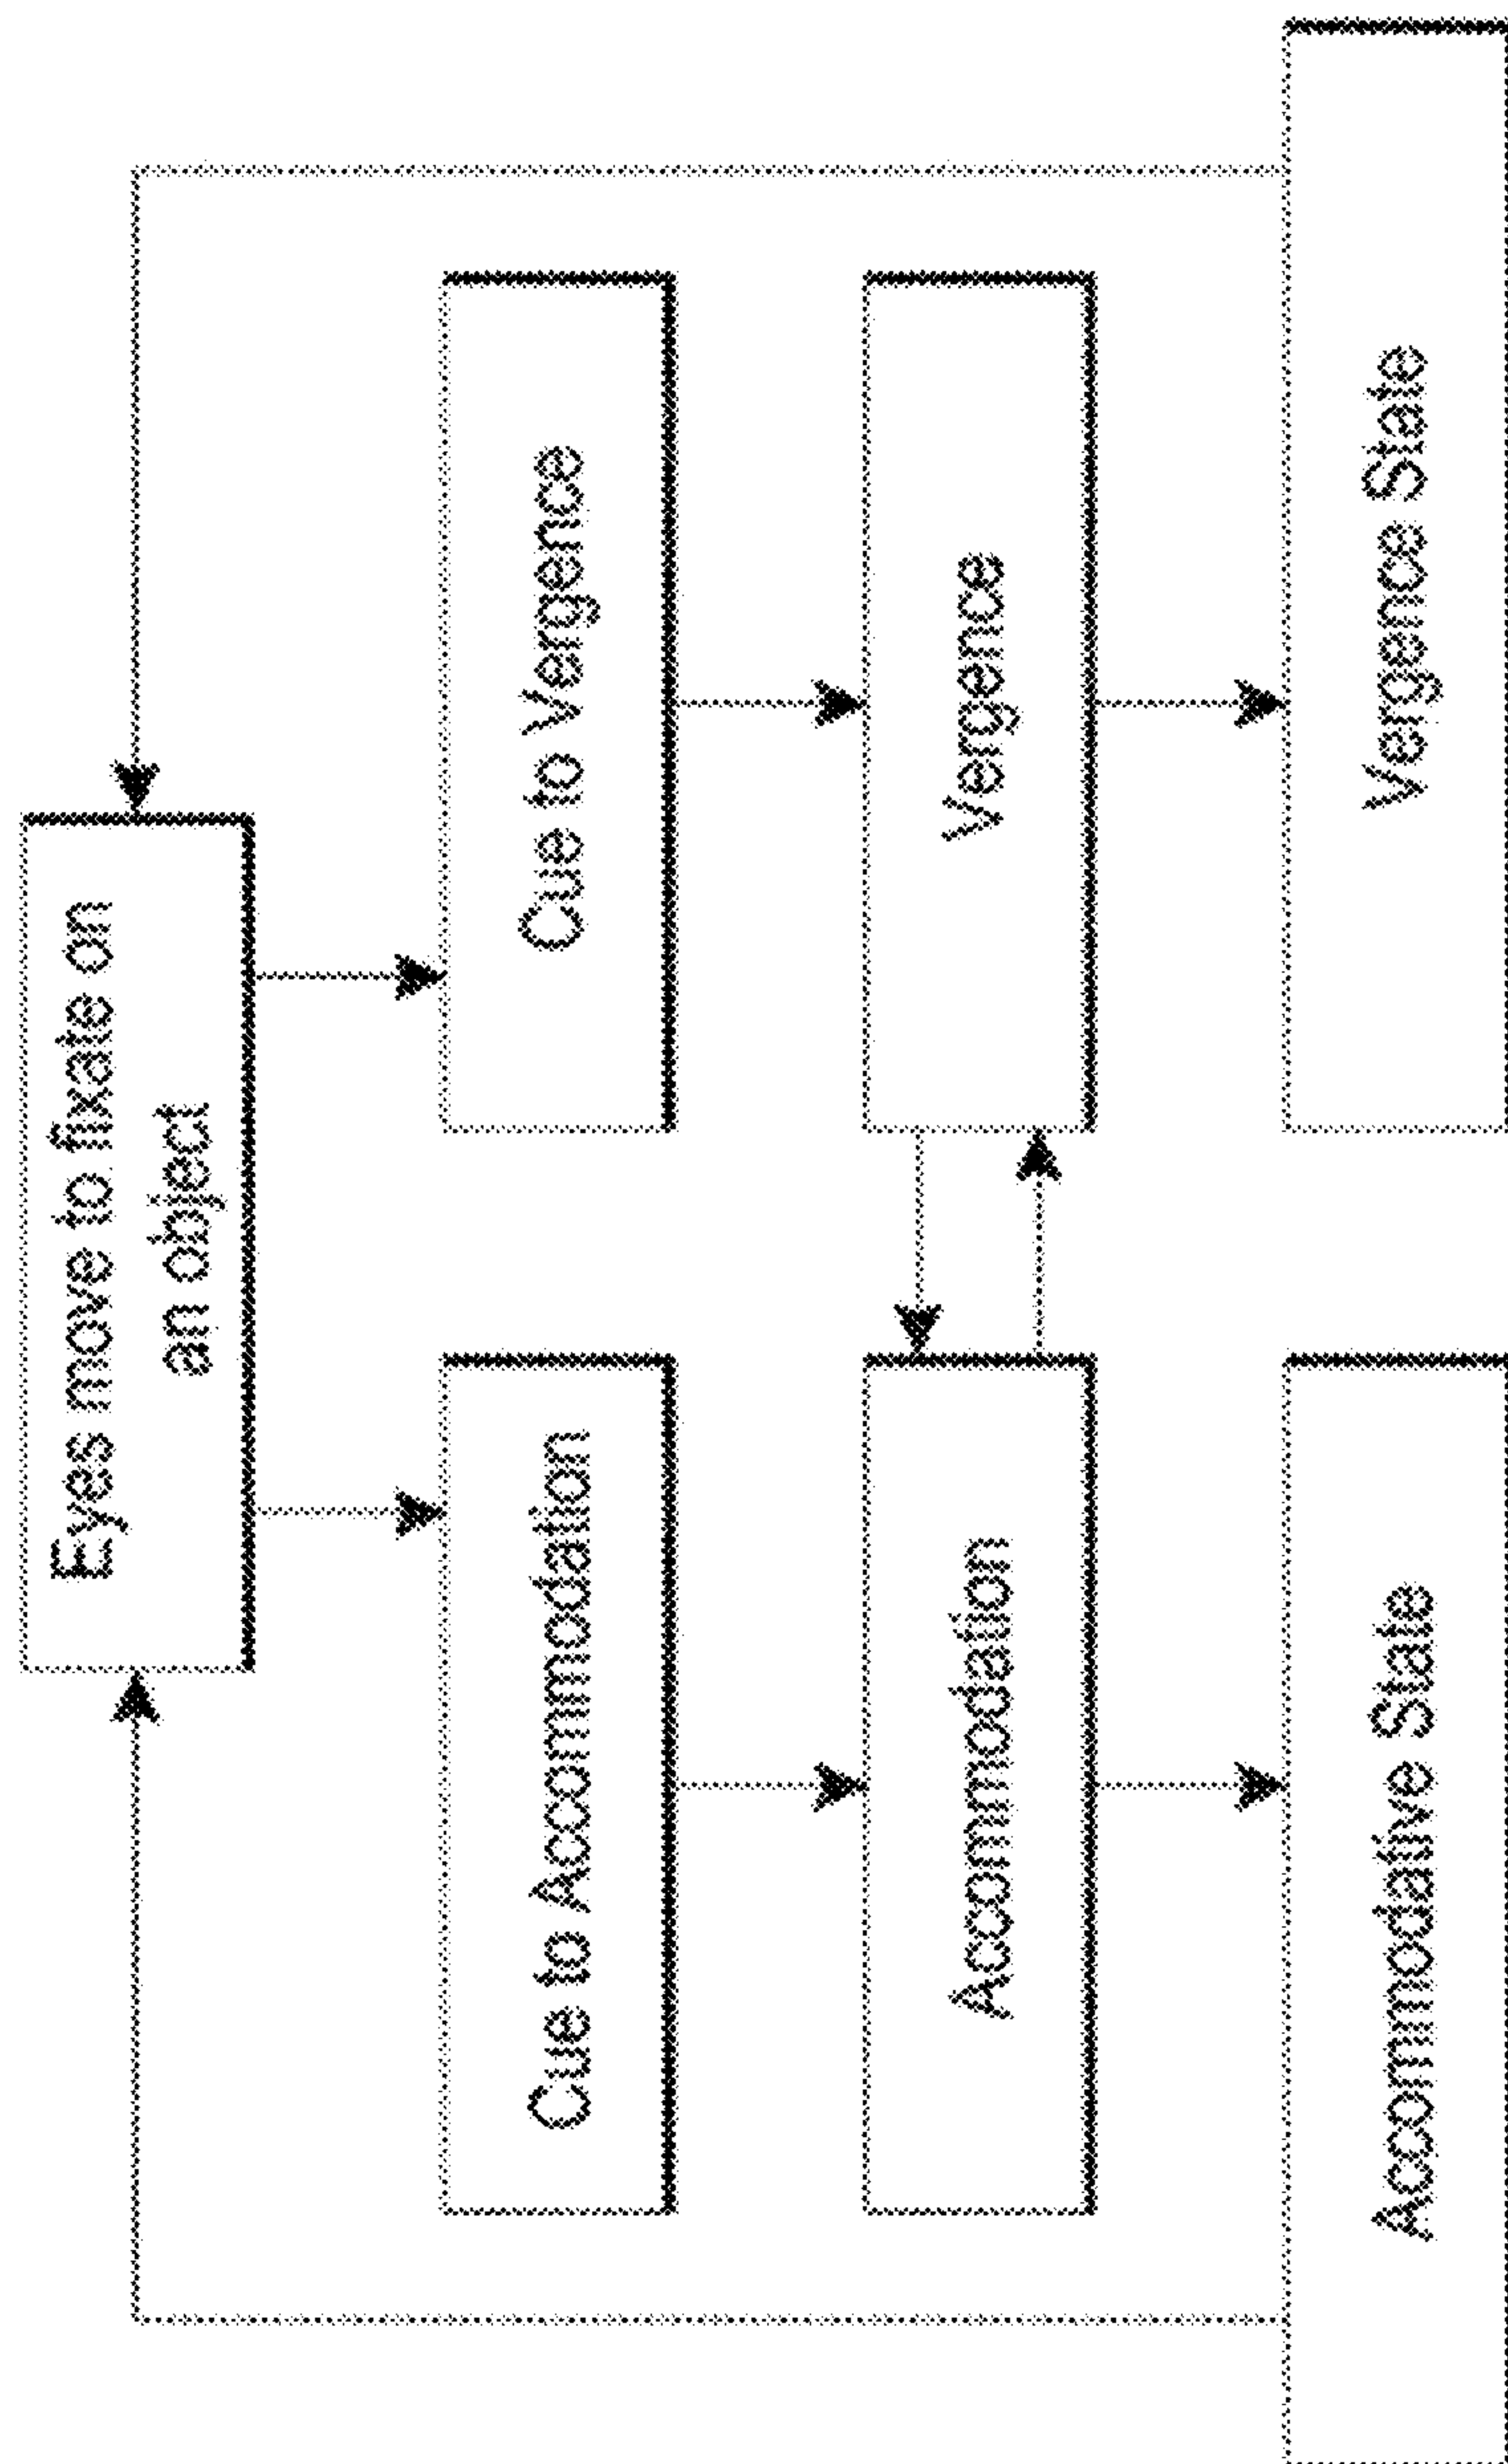 Eyes move to fixate on
an object
Cue to Accommodation
Cue to Vergence
Accommodation
Vergence
Accommodative State
Vergence State